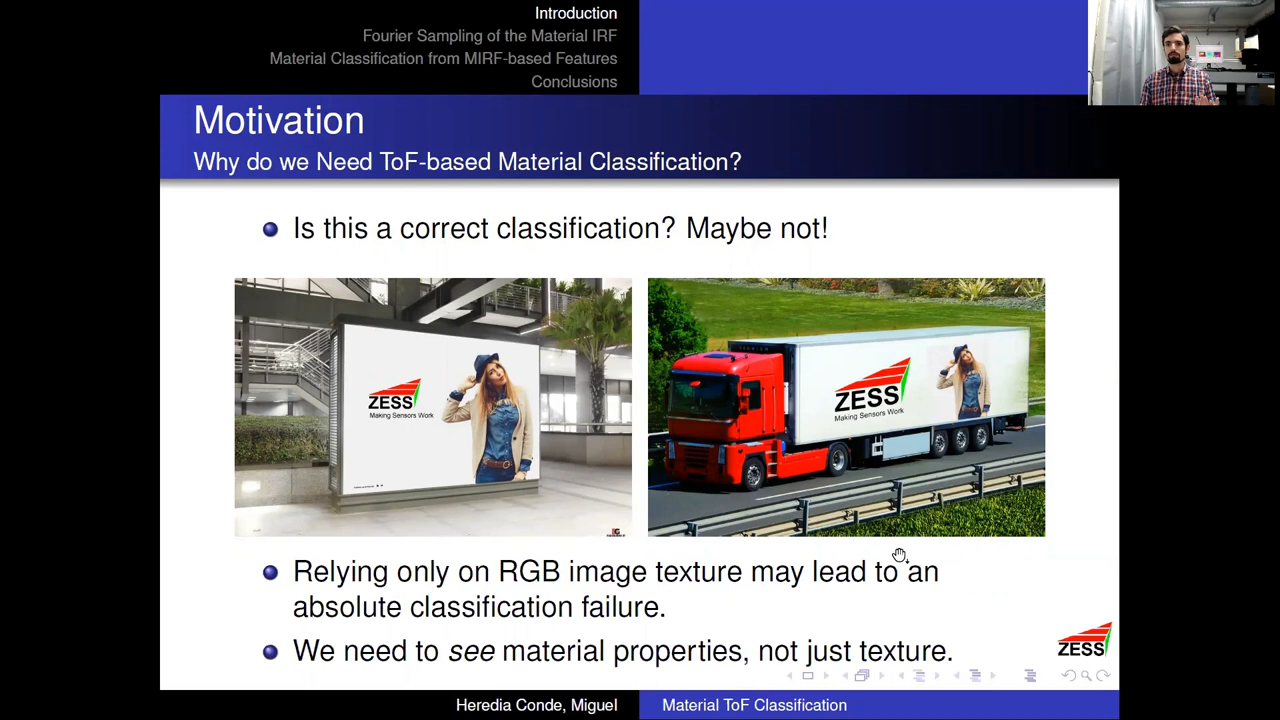 Introduction
Fourier Sampling of the Material IRF
Material Classification from MIRF-based Features
Conclusions
Motivation
Why do we Need ToF-based Material Classification?
Is this a correct classification? Maybe not!
ZESS
Making Sensors Work
ZESS
Making Sensors Work
Relying only on RGB image texture may lead to an
absolute classification failure.
We need to see material properties, not just texture.
ZESS
Heredia Conde, Miguel
Material ToF Classification